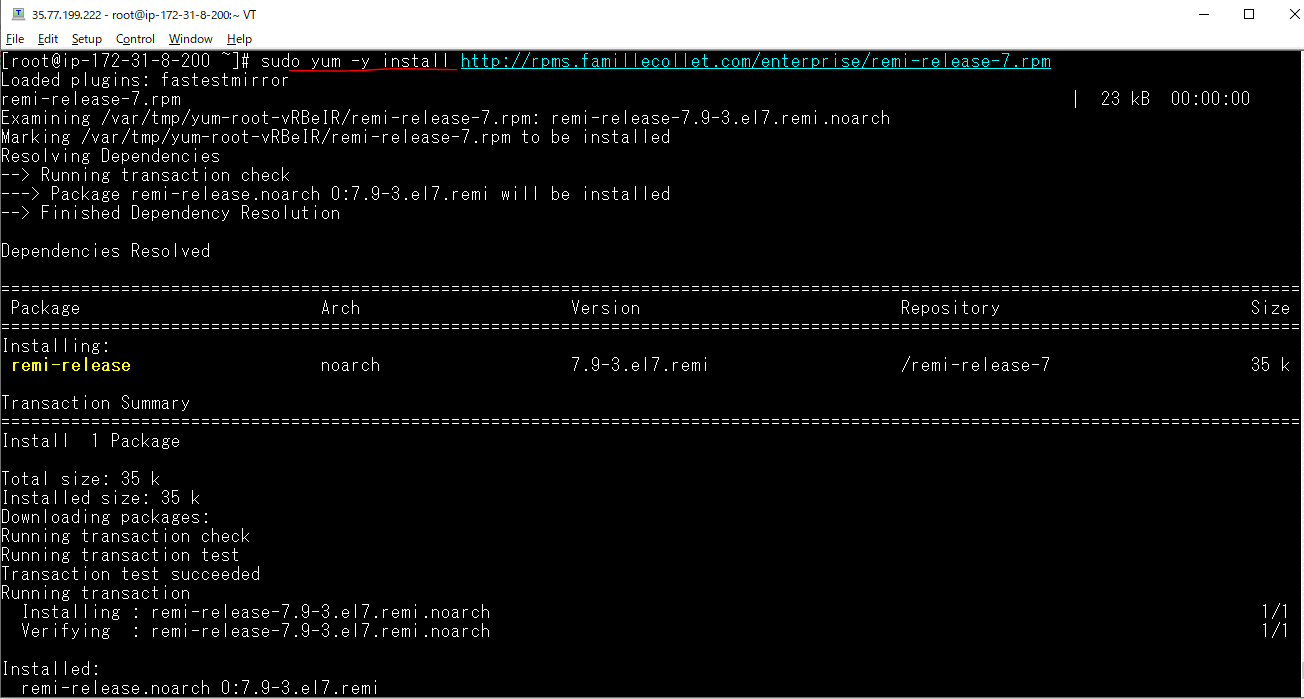 35.77.199.222 - root@ip-172-31-8-200:~ VT
File Edit Setup Control Window Help
[root@ip-172-31-8-200 ~]# sudo yum -y install http://rpms.famillecollet.com/enterprise/remi-release-7.rpm
Loaded plugins: fastestmirror
remi-release-7.rpm | 23 kB 00:00:00
Examining /var/tmp/yum-root-vRBeIR/remi-release-7.rpm: remi-release-7.9-3.el7.remi.noarch
Marking /var/tmp/yum-root-vRBeIR/remi-release-7.rpm to be installed
Resolving Dependencies
--> Running transaction check
---> Package remi-release.noarch 0:7.9-3.el7.remi will be installed
--> Finished Dependency Resolution
Dependencies Resolved
================================================================================
Package Arch Version Repository Size
================================================================================
Installing:
remi-release noarch 7.9-3.el7.remi /remi-release-7 35 k
Transaction Summary
================================================================================
Install 1 Package
Total size: 35 k
Installed size: 35 k
Downloading packages:
Running transaction check
Running transaction test
Transaction test succeeded
Running transaction
Installing : remi-release-7.9-3.el7.remi.noarch 1/1
Verifying : remi-release-7.9-3.el7.remi.noarch 1/1
Installed:
remi-release.noarch 0:7.9-3.el7.remi